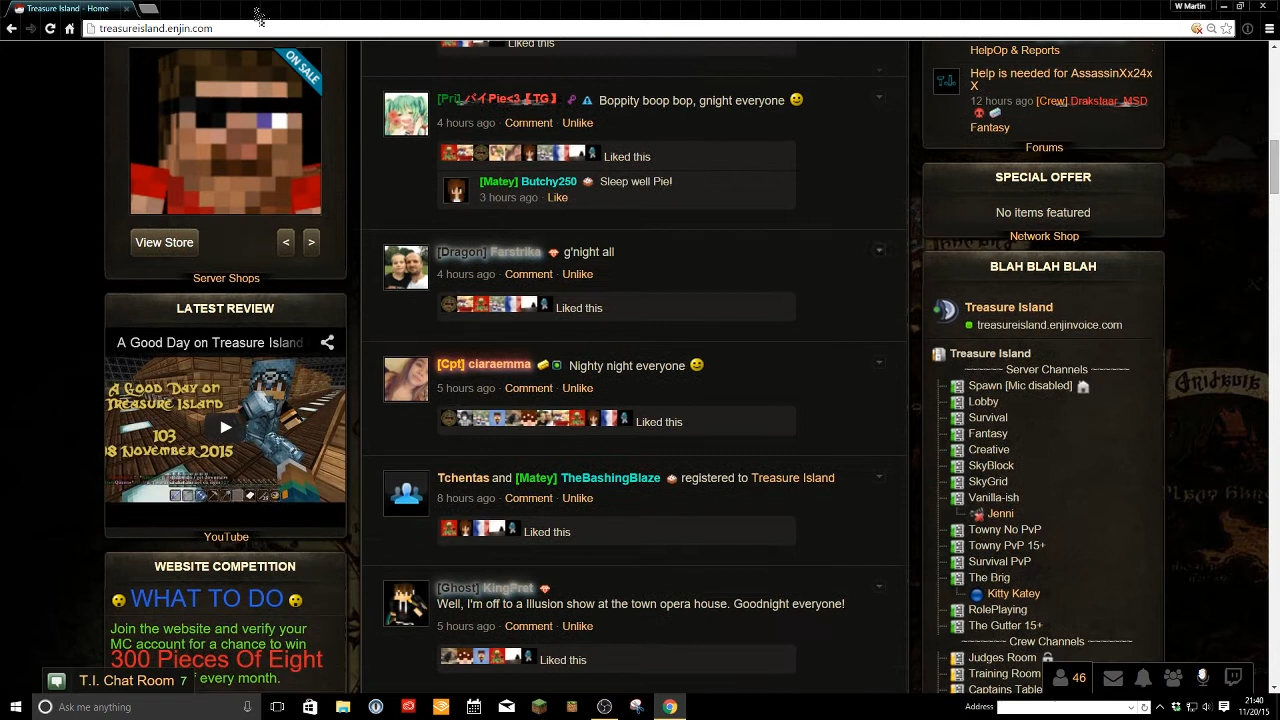 Treasure Island - Home
W Martin
treasureisland.enjin.com
ON SALE
View Store
<
>
Server Shops
LATEST REVIEW
A Good Day on Treasure Island
A GOOD DAY ON
TREASURE ISLAND
103
08 NOVEMBER 2015
YouTube
WEBSITE COMPETITION
WHAT TO DO
Join the website and verify your
MC account for a chance to win
300 Pieces Of Eight
every month.
T.I. Chat Room 7
Liked this
[Pri] パイPie<3【TG】 Boppity boop bop, gnight everyone
4 hours ago · Comment · Unlike
Liked this
[Matey] Butchy250 Sleep well Pie!
3 hours ago · Like
[Dragon] Farstrika g'night all
4 hours ago · Comment · Unlike
Liked this
[Cpt] ciaraemma Nighty night everyone
5 hours ago · Comment · Unlike
Liked this
Tchentas and [Matey] TheBashingBlaze registered to Treasure Island
8 hours ago · Comment · Unlike
Liked this
[Ghost] KingPret
Well, I'm off to a Illusion show at the town opera house. Goodnight everyone!
5 hours ago · Comment · Unlike
Liked this
HelpOp & Reports
T.I.
Help is needed for AssassinXx24x
X
12 hours ago [Crew] Drakstaar_MSD
Fantasy
Forums
SPECIAL OFFER
No items featured
Network Shop
BLAH BLAH BLAH
Treasure Island
treasureisland.enjinvoice.com
Treasure Island
~~~~~~ Server Channels ~~~~~~
Spawn [Mic disabled]
Lobby
Survival
Fantasy
Creative
SkyBlock
SkyGrid
Vanilla-ish
Jenni
Towny No PvP
Towny PvP 15+
Survival PvP
The Brig
Kitty Katey
RolePlaying
The Gutter 15+
~~~~~~ Crew Channels ~~~~~~
Judges Room
Training Room
Captains Table
46
Ask me anything
Address
21:40
11/20/15